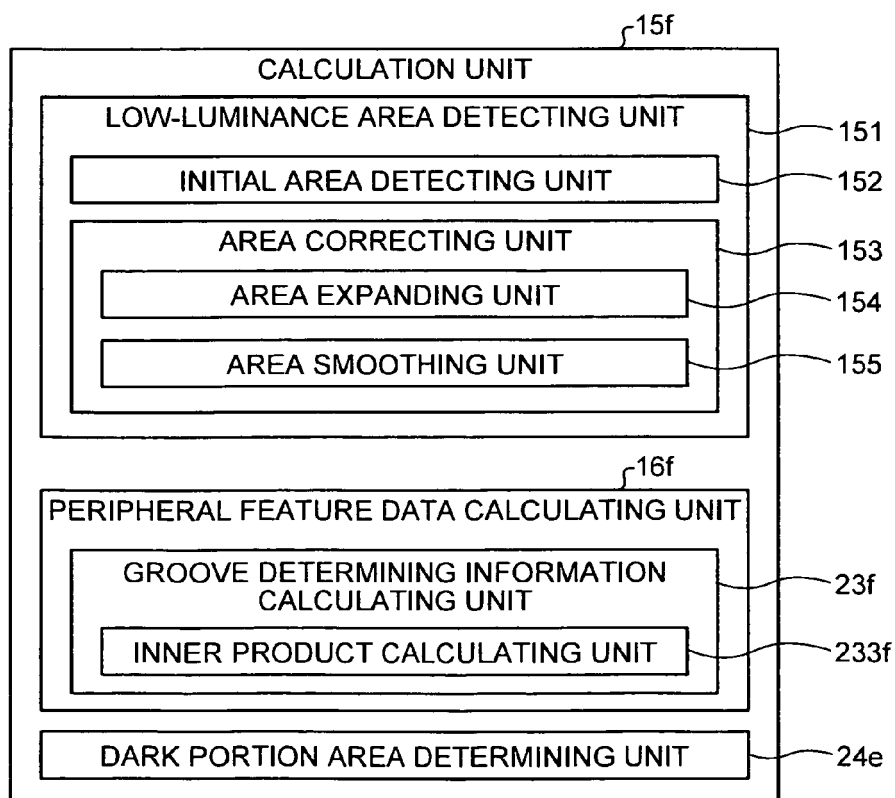 15f
CALCULATION UNIT
LOW-LUMINANCE AREA DETECTING UNIT
151
INITIAL AREA DETECTING UNIT
152
AREA CORRECTING UNIT
153
AREA EXPANDING UNIT
154
AREA SMOOTHING UNIT
155
16f
PERIPHERAL FEATURE DATA CALCULATING UNIT
GROOVE DETERMINING INFORMATION
CALCULATING UNIT
23f
INNER PRODUCT CALCULATING UNIT
233f
DARK PORTION AREA DETERMINING UNIT
24e